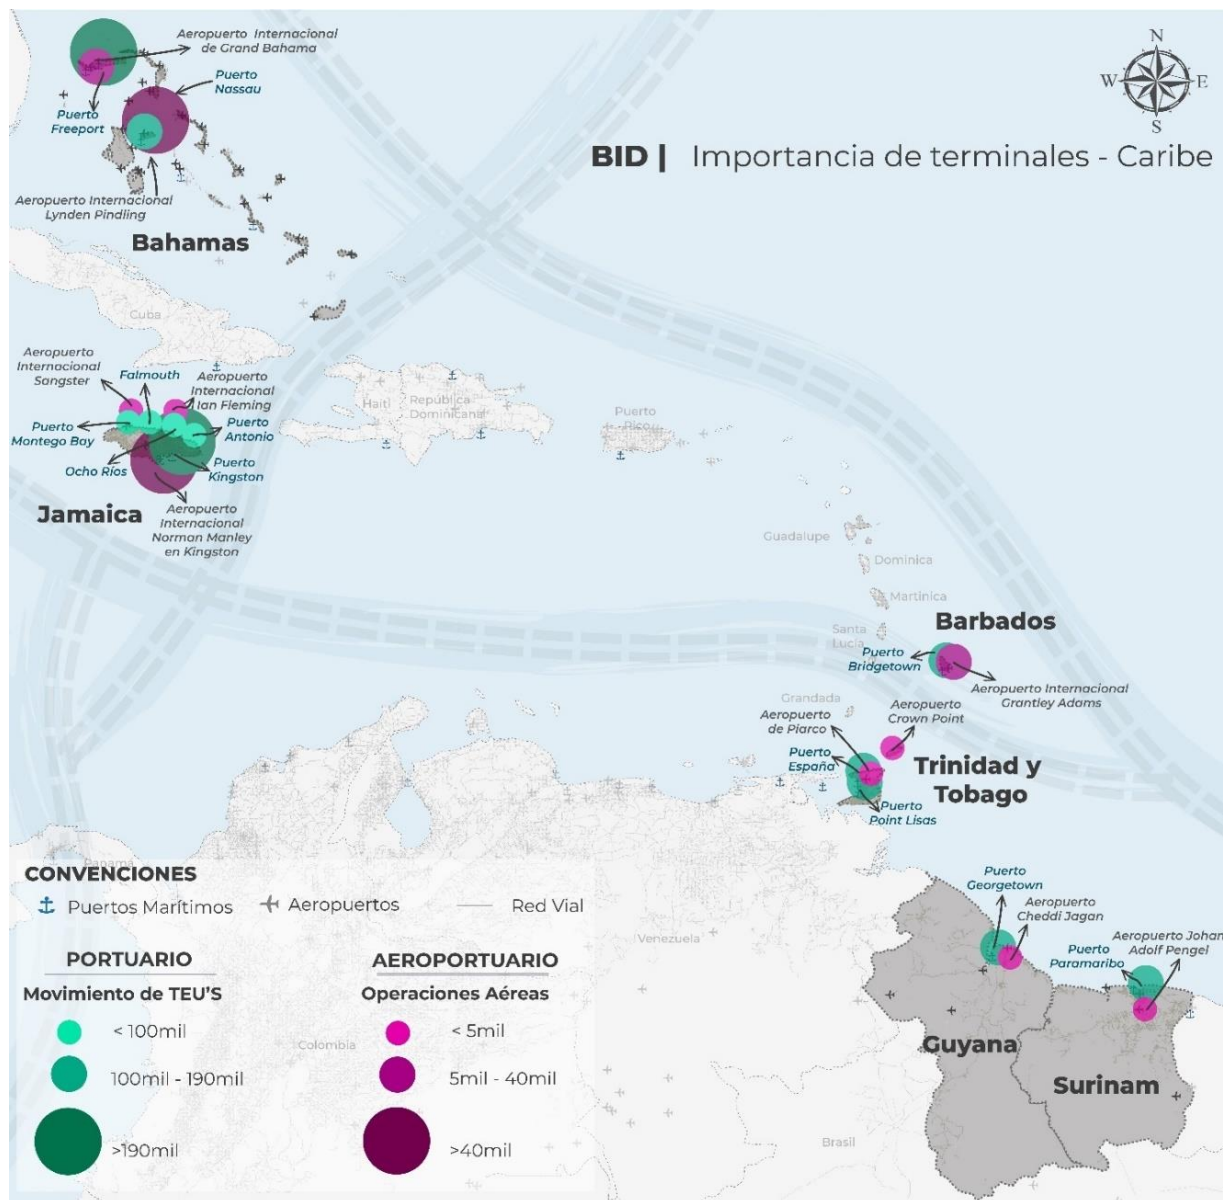 Aeropuerto Internacional
de Grand Bahama
Puerto
Nassau
Puerto
Freeport
Aeropuerto Internacional
Lynden Pindling
Bahamas
N
W
E
S
BID | Importancia de terminales - Caribe
Cuba
Aeropuerto
Internacional
Sangster
Falmouth
Aeropuerto
Internacional
Ian Fleming
Puerto
Montego Bay
Puerto
Antonio
Ocho Ríos
Puerto
Kingston
Jamaica
Aeropuerto
Internacional
Norman Manley
en Kingston
Haiti
República
Dominicana
Puerto
Rico
Guadalupe
Dominica
Martinica
Santa
Lucia
Barbados
Puerto
Bridgetown
Aeropuerto Internacional
Grantley Adams
Grandada
Aeropuerto
Crown Point
Aeropuerto
de Piarco
Puerto
España
Trinidad y
Tobago
Puerto
Point Lisas
Puerto
Georgetown
Aeropuerto
Cheddi Jagan
Aeropuerto Johan
Adolf Pengel
Puerto
Paramaribo
Guyana
Surinam
Panama
Venezuela
Colombia
Brasil
CONVENCIONES
Puertos Marítimos
Aeropuertos
Red Vial
PORTUARIO
Movimiento de TEU'S
< 100mil
100mil - 190mil
>190mil
AEROPORTUARIO
Operaciones Aéreas
< 5mil
5mil - 40mil
>40mil